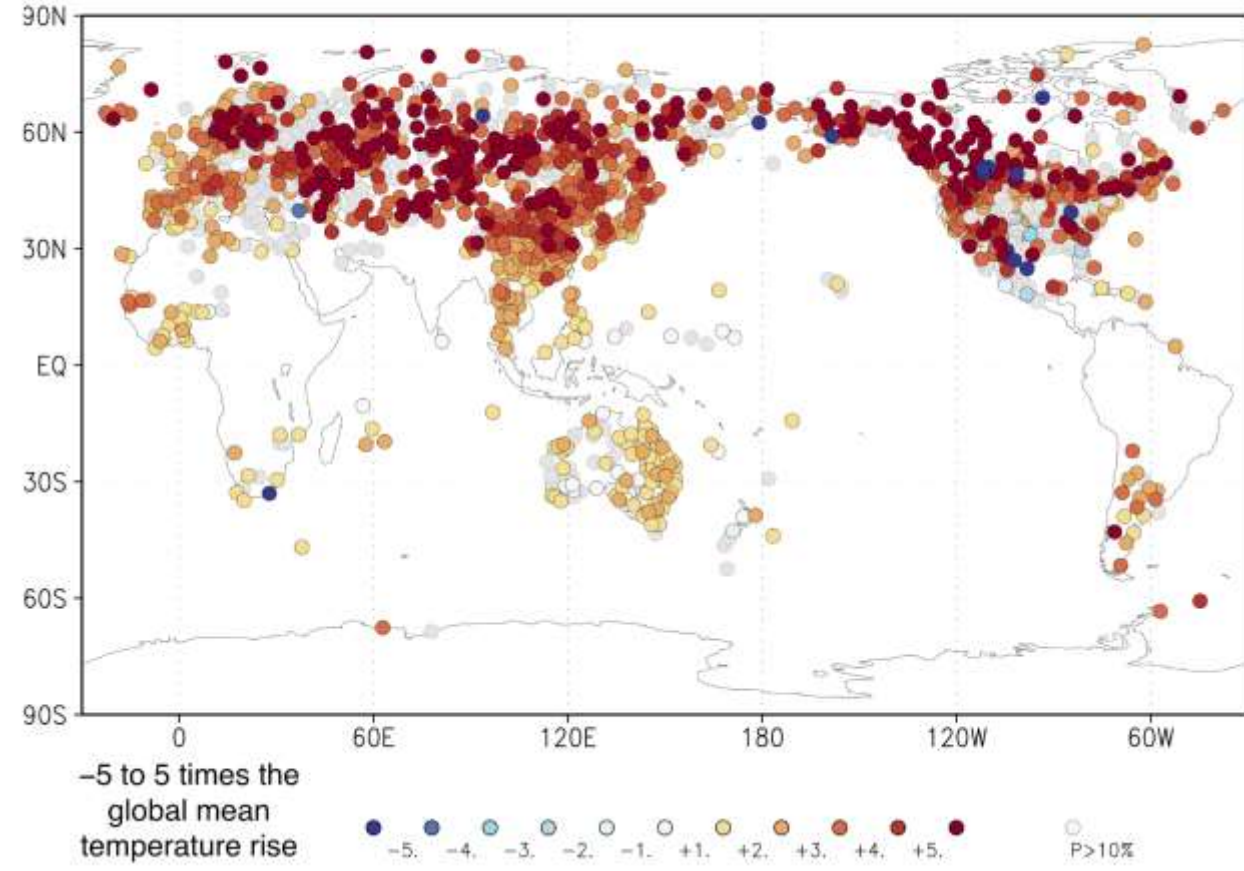 90N
60N
30N
EQ
30S
60S
90S
0 60E 120E 180 120W 60W
–5 to 5 times the
global mean
temperature rise
–5. –4. –3. –2. –1. +1. +2. +3. +4. +5. P>10%